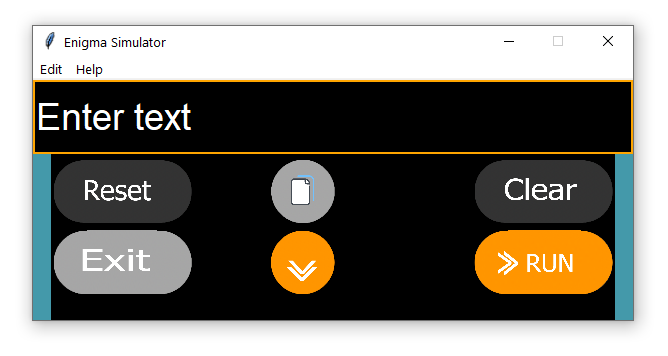 Enigma Simulator
Edit Help
Enter text
Reset Clear
Exit RUN